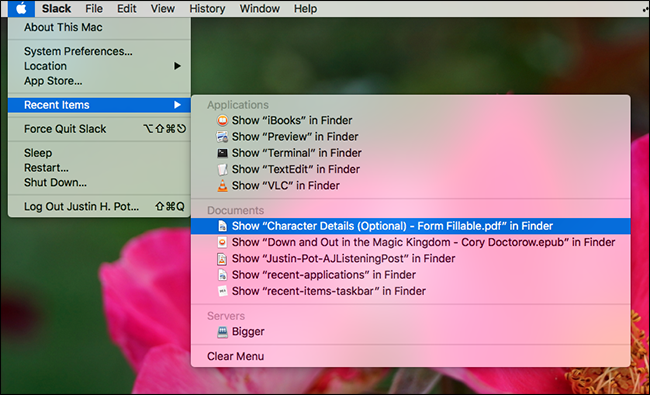 Slack File Edit View History Window Help
About This Mac
System Preferences...
Location
App Store...
Recent Items
Force Quit Slack ⌥⇧⌘⎋
Sleep
Restart...
Shut Down...
Log Out Justin H. Pot... ⇧⌘Q
Applications
Show “iBooks” in Finder
Show “Preview” in Finder
Show “Terminal” in Finder
Show “TextEdit” in Finder
Show “VLC” in Finder
Documents
Show “Character Details (Optional) - Form Fillable.pdf” in Finder
Show “Down and Out in the Magic Kingdom - Cory Doctorow.epub” in Finder
Show “Justin-Pot-AJListeningPost” in Finder
Show “recent-applications” in Finder
Show “recent-items-taskbar” in Finder
Servers
Bigger
Clear Menu